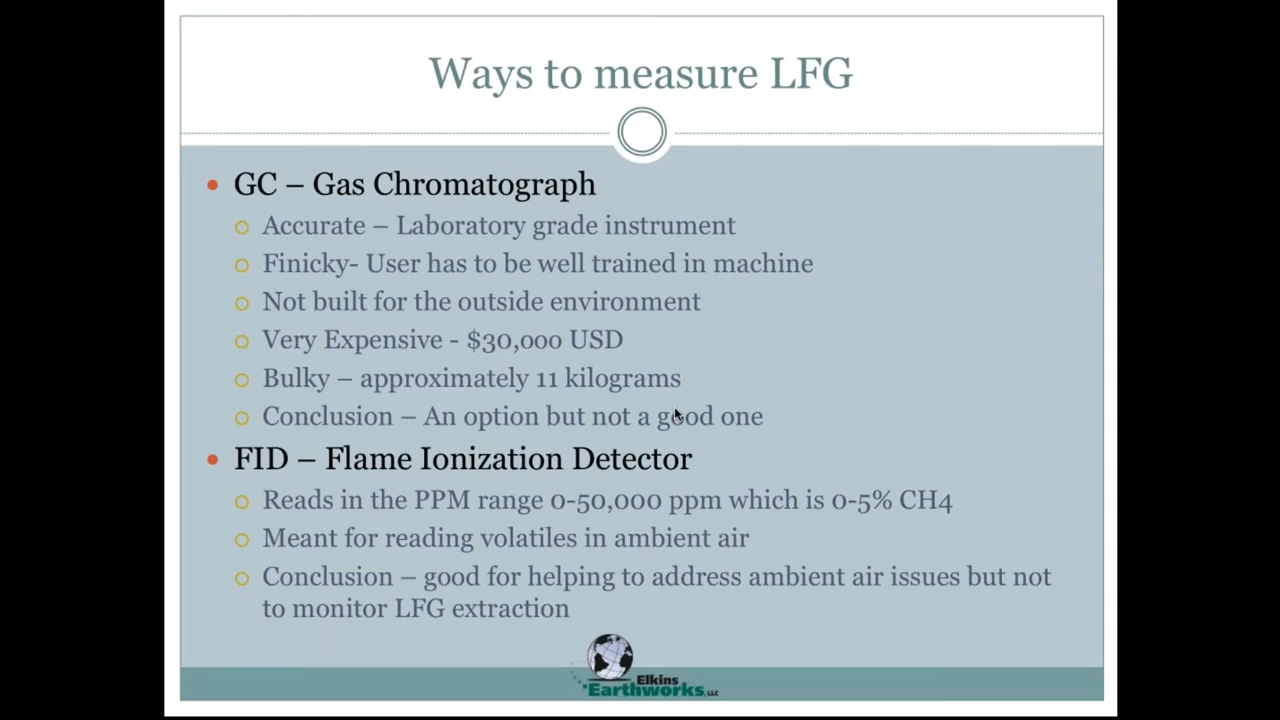 Ways to measure LFG
GC – Gas Chromatograph
Accurate – Laboratory grade instrument
Finicky- User has to be well trained in machine
Not built for the outside environment
Very Expensive - $30,000 USD
Bulky – approximately 11 kilograms
Conclusion – An option but not a good one
FID – Flame Ionization Detector
Reads in the PPM range 0-50,000 ppm which is 0-5% CH4
Meant for reading volatiles in ambient air
Conclusion – good for helping to address ambient air issues but not
to monitor LFG extraction
Elkins
Earthworks, LLC